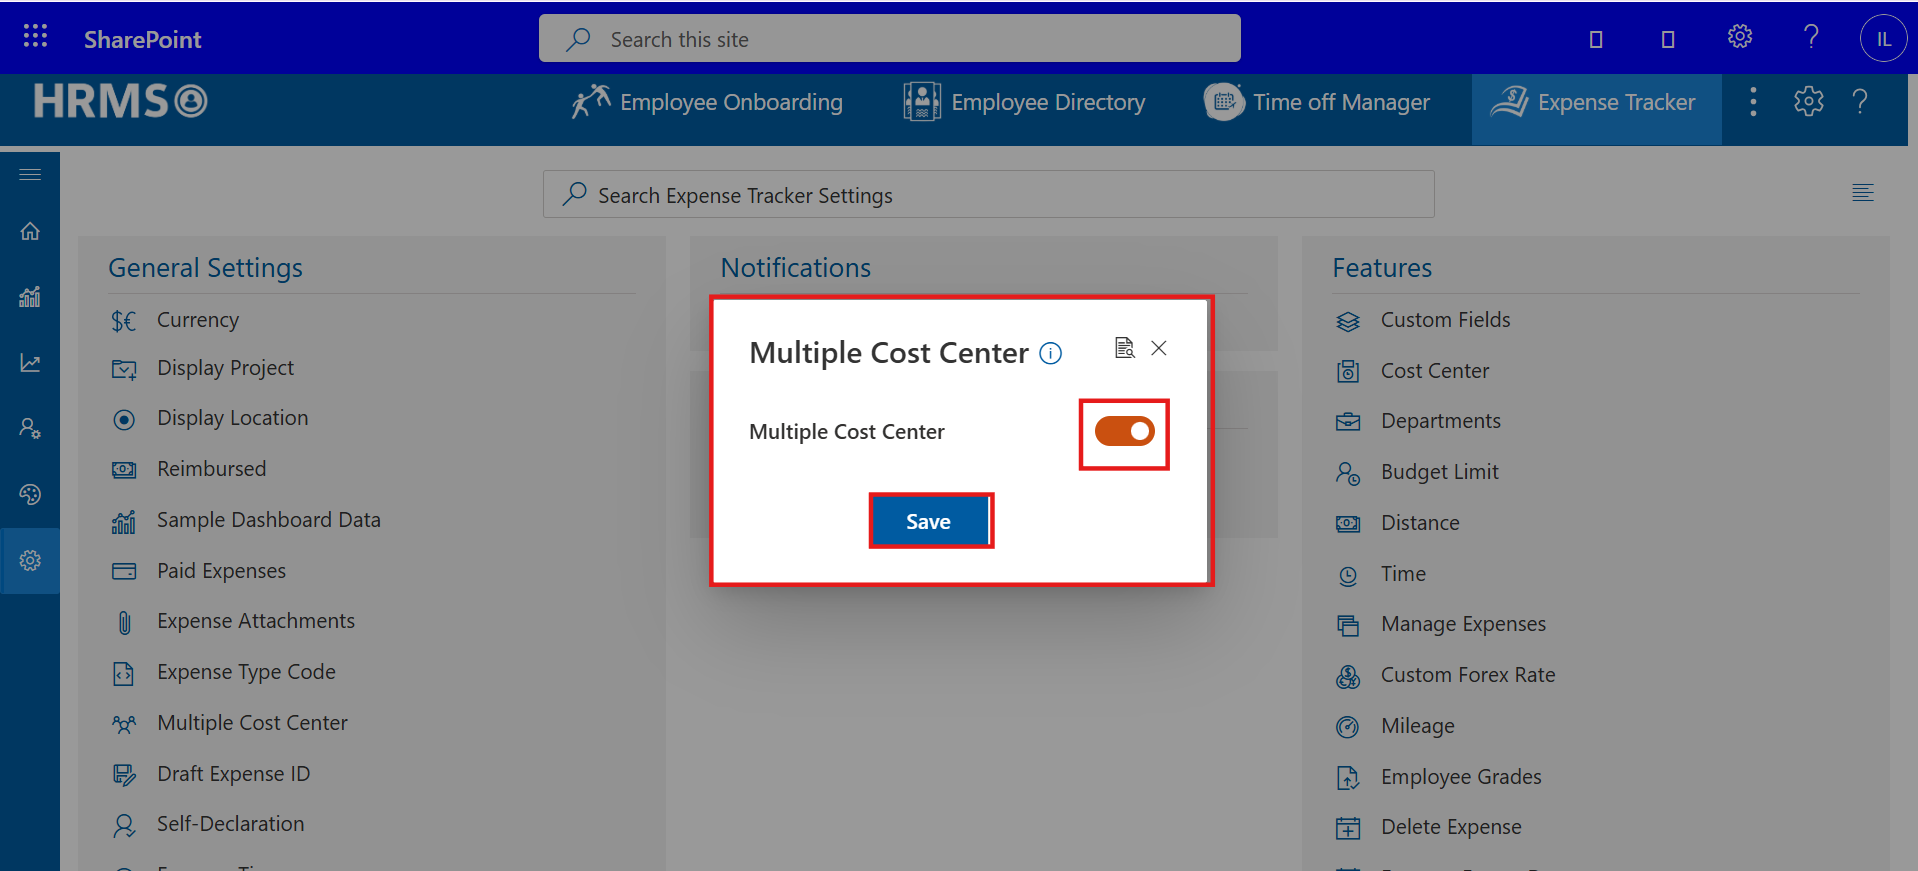 SharePoint
Search this site
IL
HRMS
Employee Onboarding
Employee Directory
Time off Manager
Expense Tracker
Search Expense Tracker Settings
General Settings
Currency
Display Project
Display Location
Reimbursed
Sample Dashboard Data
Paid Expenses
Expense Attachments
Expense Type Code
Multiple Cost Center
Draft Expense ID
Self-Declaration
Notifications
Multiple Cost Center
Multiple Cost Center
Save
Features
Custom Fields
Cost Center
Departments
Budget Limit
Distance
Time
Manage Expenses
Custom Forex Rate
Mileage
Employee Grades
Delete Expense